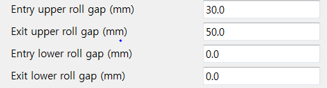 Entry upper roll gap (mm) 30.0
Exit upper roll gap (mm) 50.0
Entry lower roll gap (mm) 0.0
Exit lower roll gap (mm) 0.0